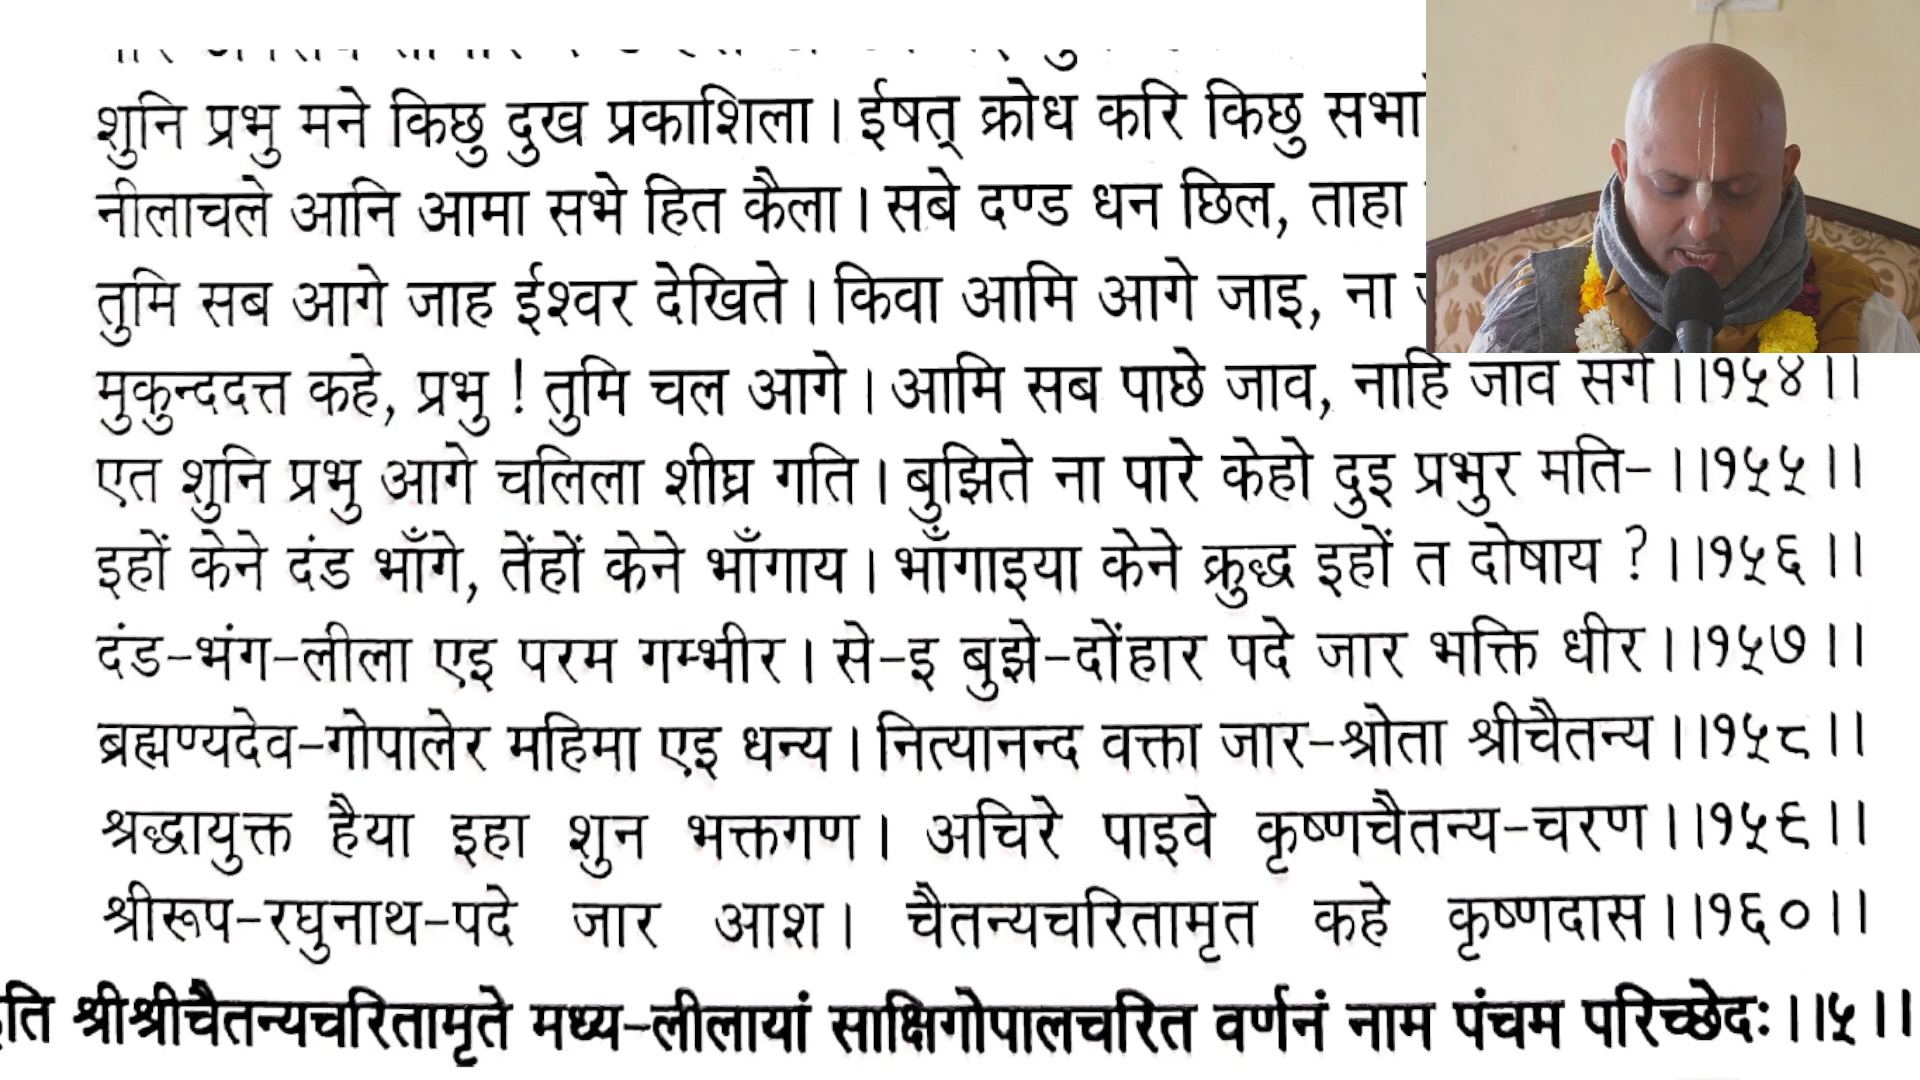 शुनि प्रभु मने किछु दुख प्रकाशिला। ईषत् क्रोध करि किछु
नीलाचले आनि आमा सभे हित कैला। सबे दण्ड धन छिल, ताहा
तुमि सब आगे जाह ईश्वर देखिते। किवा आमि आगे जाइ, ना
मुकुन्ददत्त कहे, प्रभु ! तुमि चल आगे। आमि सब पाछे जाव, नाहि जाव सगे।।१५४।।
एत शुनि प्रभु आगे चलिला शीघ्र गति। बुझिते ना पारे केहो दुइ प्रभुर मति-।।१५५।।
इहों केने दंड भाँगे, तेंहों केने भाँगाय। भाँगाइया केने क्रुद्ध इहों त दोषाय ?।।१५६।।
दंड-भंग-लीला एइ परम गम्भीर। से-इ बुझे-दोंहार पदे जार भक्ति धीर।।१५७।।
ब्रह्मण्यदेव-गोपालेर महिमा एइ धन्य। नित्यानन्द वक्ता जार-श्रोता श्रीचैतन्य।।१५८।।
श्रद्धायुक्त हैया इहा शुन भक्तगण। अचिरे पाइवे कृष्णचैतन्य-चरण।।१५९।।
श्रीरूप-रघुनाथ-पदे जार आश। चैतन्यचरितामृत कहे कृष्णदास।।१६०।।
श्रीश्रीचैतन्यचरितामृते मध्य-लीलायां साक्षिगोपालचरित वर्णनं नाम पंचम परिच्छेदः।।५।।